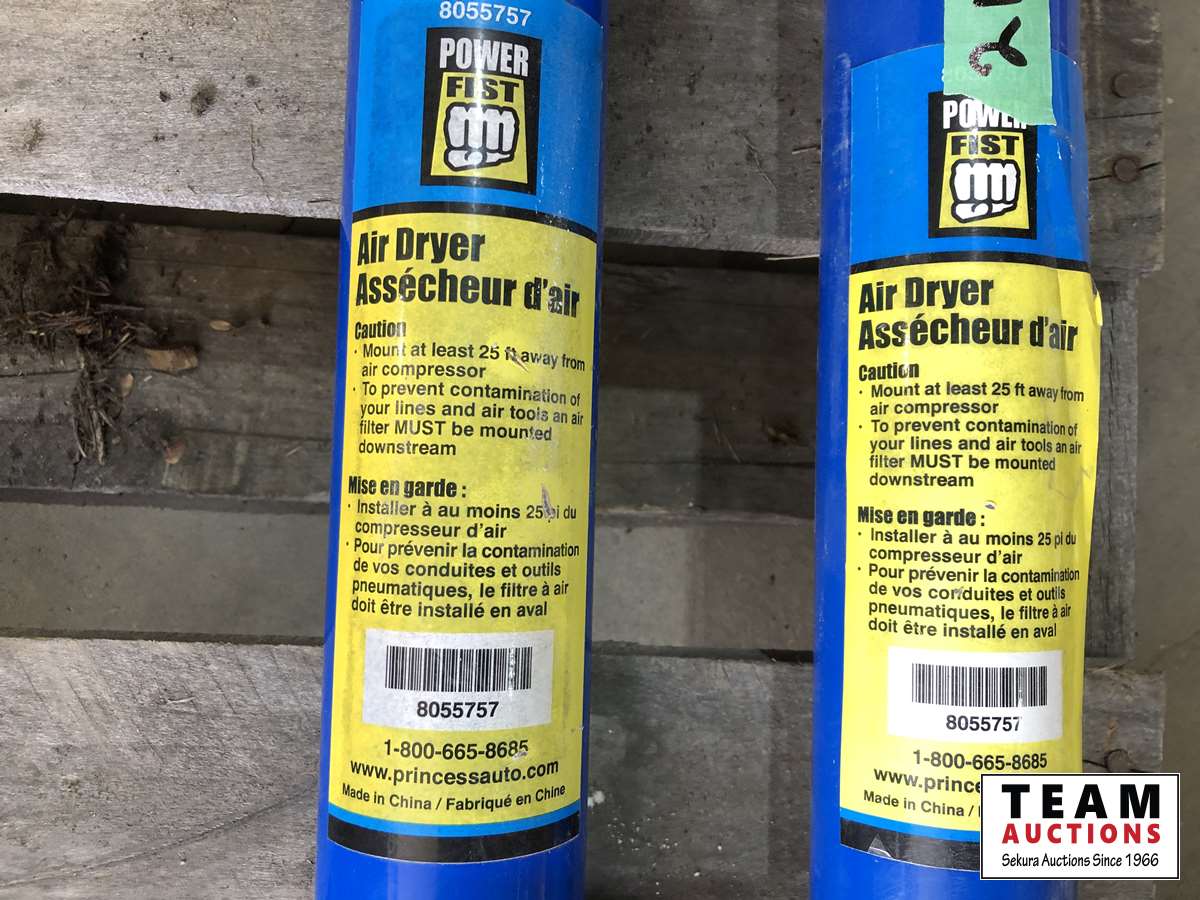 8055757
POWER
FIST
Air Dryer
Assécheur d'air
Caution
· Mount at least 25 ft away from
air compressor
· To prevent contamination of
your lines and air tools an air
filter MUST be mounted
downstream
Mise en garde :
· Installer à au moins 25 pi du
compresseur d'air
· Pour prévenir la contamination
de vos conduites et outils
pneumatiques, le filtre à air
doit être installé en aval
8055757
1-800-665-8685
www.princessauto.com
Made in China / Fabriqué en Chine
POWER
FIST
Air Dryer
Assécheur d'air
Caution
· Mount at least 25 ft away from
air compressor
· To prevent contamination of
your lines and air tools an air
filter MUST be mounted
downstream
Mise en garde :
· Installer à au moins 25 pi du
compresseur d'air
· Pour prévenir la contamination
de vos conduites et outils
pneumatiques, le filtre à air
doit être installé en aval
8055757
1-800-665-8685
www.prince
Made in China /
TEAM
AUCTIONS
Sekura Auctions Since 1966